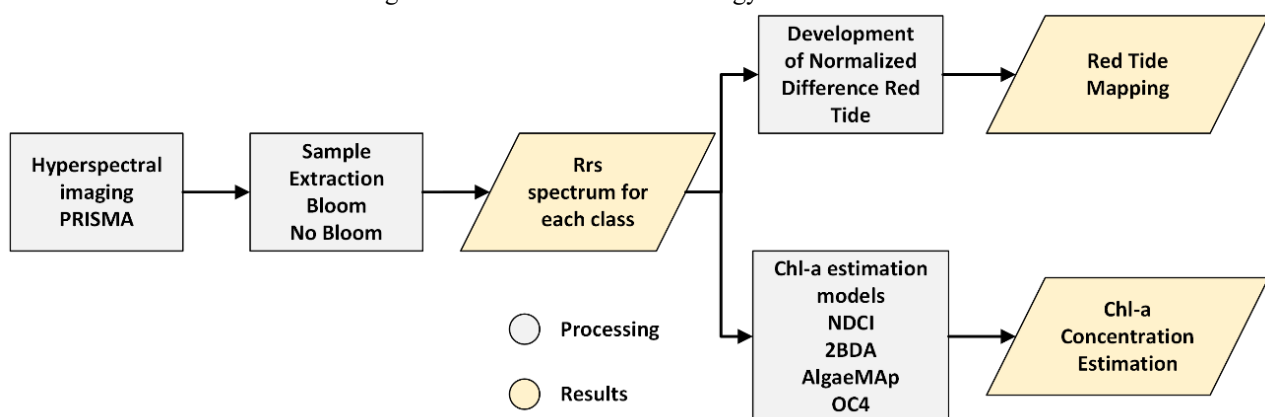 Hyperspectral
imaging
PRISMA
Sample
Extraction
Bloom
No Bloom
Rrs
spectrum for
each class
Development
of Normalized
Difference Red
Tide
Red Tide
Mapping
Chl-a estimation
models
NDCI
2BDA
AlgaeMAp
OC4
Chl-a
Concentration
Estimation
Processing
Results